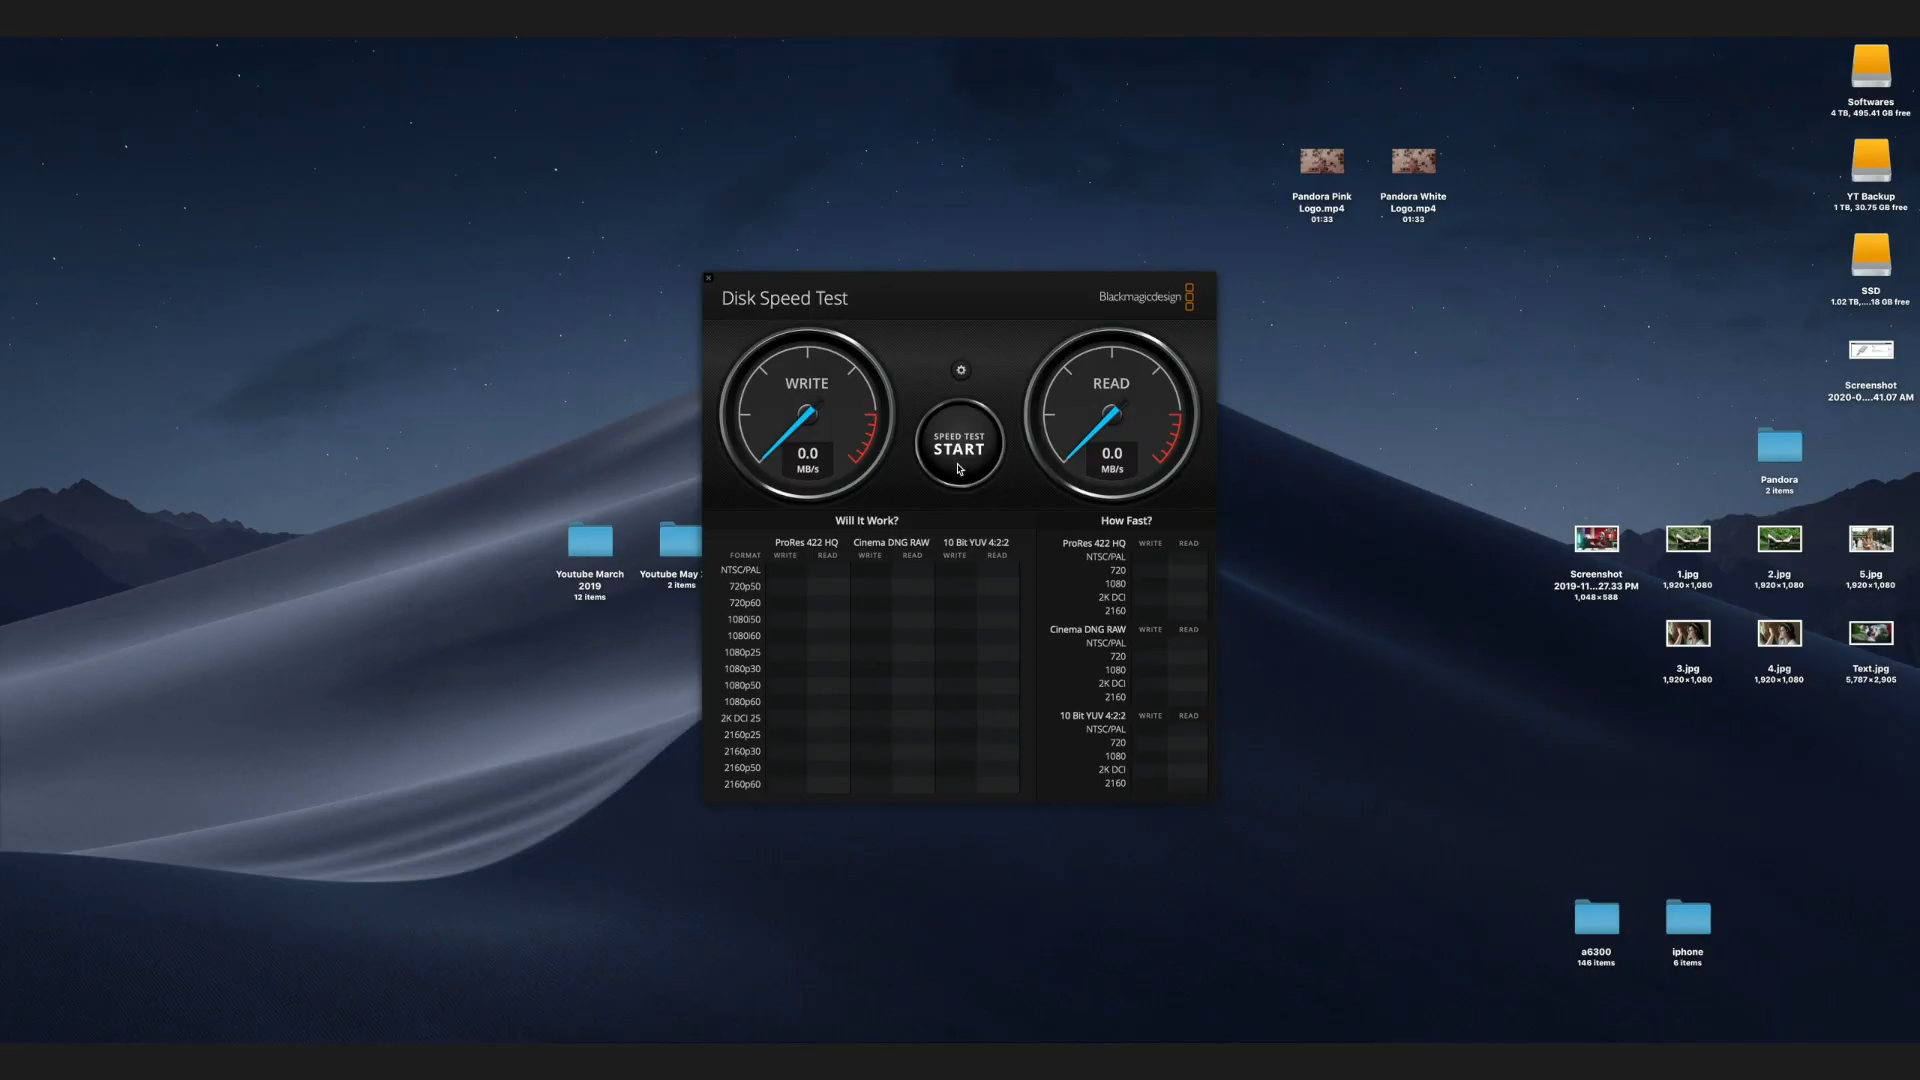 Softwares
4 TB, 495.41 GB free
YT Backup
1 TB, 30.75 GB free
SSD
1.02 TB,....18 GB free
Screenshot
2020-0....41.07 AM
Pandora Pink
Logo.mp4
01:33
Pandora White
Logo.mp4
01:33
Disk Speed Test
Blackmagicdesign
WRITE
0.0
MB/s
SPEED TEST
START
READ
0.0
MB/s
Will It Work?
ProRes 422 HQ Cinema DNG RAW 10 Bit YUV 4:2:2
FORMAT WRITE READ WRITE READ WRITE READ
NTSC/PAL
720p50
720p60
1080i50
1080i60
1080p25
1080p30
1080p50
1080p60
2K DCI 25
2160p25
2160p30
2160p50
2160p60
How Fast?
ProRes 422 HQ WRITE READ
NTSC/PAL
720
1080
2K DCI
2160
Cinema DNG RAW WRITE READ
NTSC/PAL
720
1080
2K DCI
2160
10 Bit YUV 4:2:2 WRITE READ
NTSC/PAL
720
1080
2K DCI
2160
Youtube March
2019
12 items
Youtube May
2 items
Pandora
2 items
Screenshot
2019-11...27.33 PM
1,048×588
1.jpg
1,920×1,080
2.jpg
1,920×1,080
5.jpg
1,920×1,080
3.jpg
1,920×1,080
4.jpg
1,920×1,080
Text.jpg
5,787×2,905
a6300
146 items
iphone
6 items